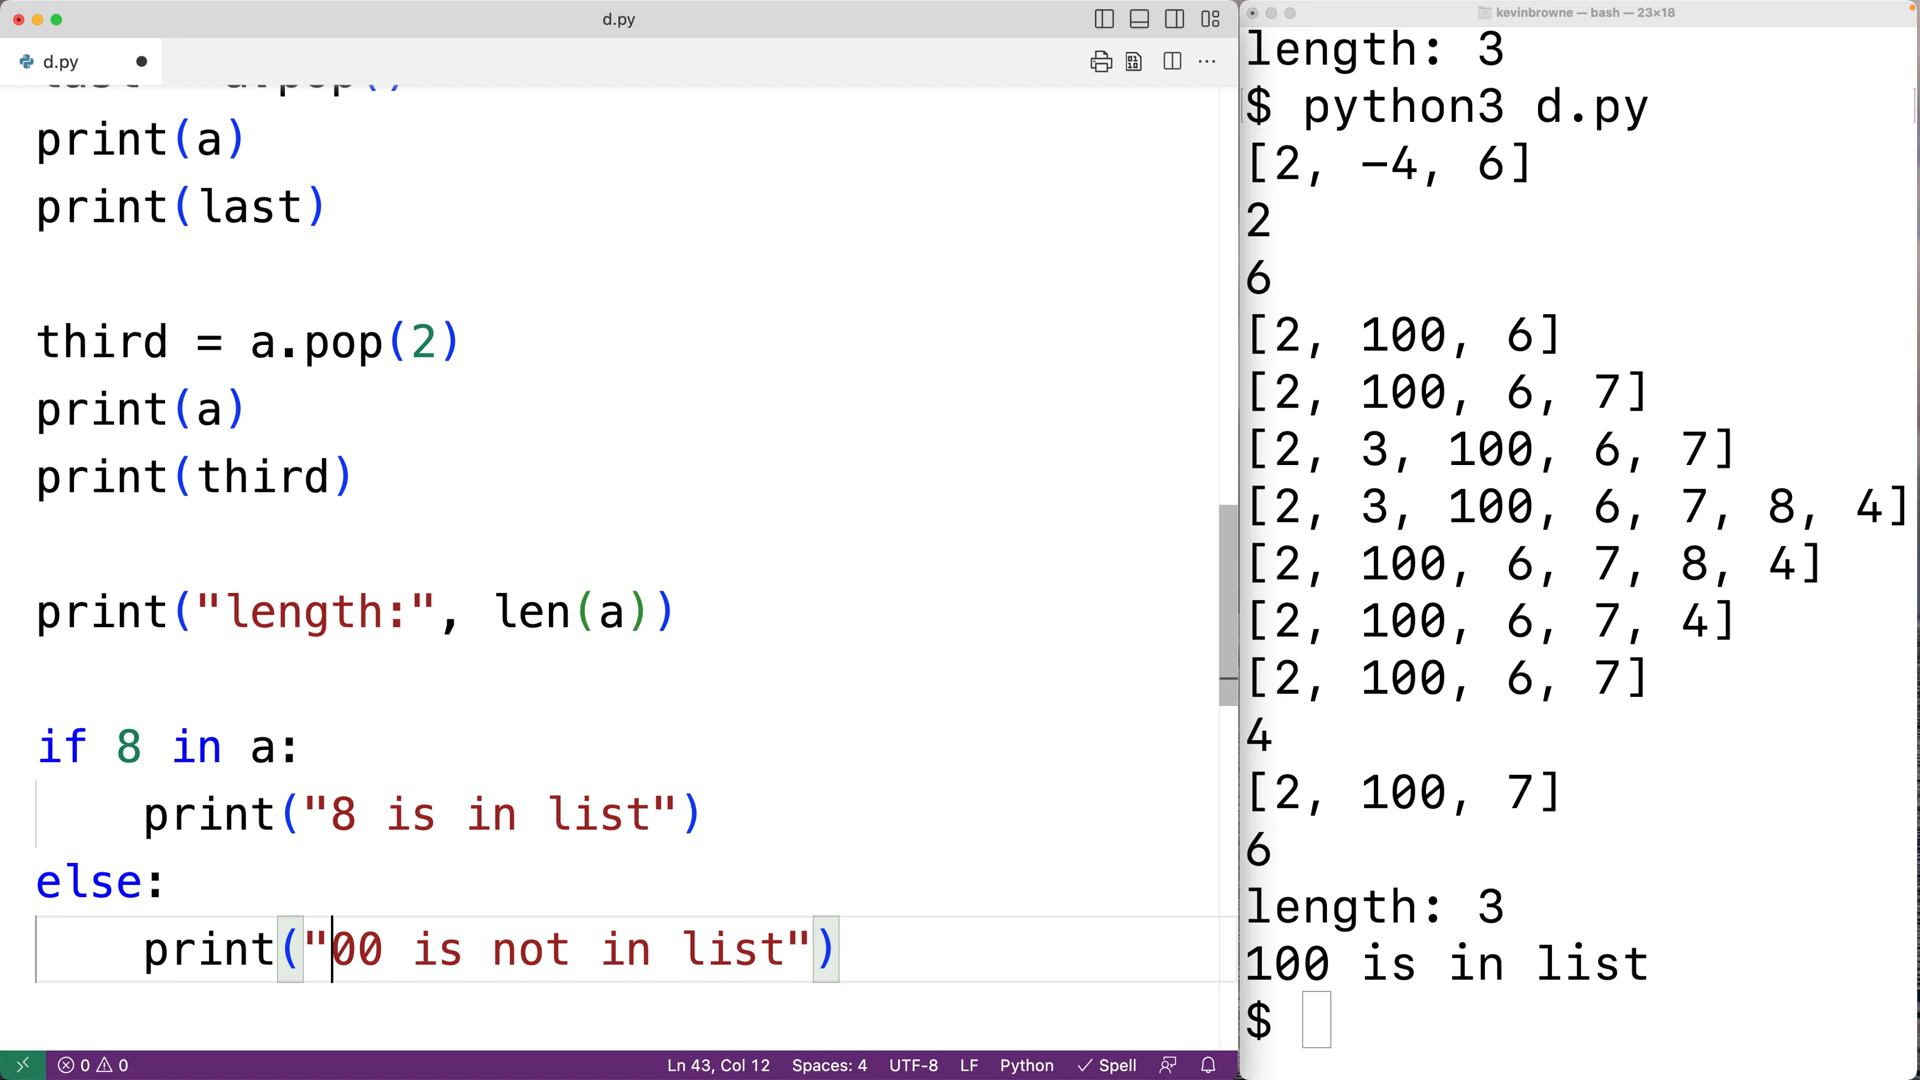 d.py
d.py
print(a)
print(last)
third = a.pop(2)
print(a)
print(third)
print("length:", len(a))
if 8 in a:
print("8 is in list")
else:
print("00 is not in list")
0 0
Ln 43, Col 12
Spaces: 4
UTF-8
LF
Python
Spell
kevinbrowne — bash — 23×18
length: 3
$ python3 d.py
[2, -4, 6]
2
6
[2, 100, 6]
[2, 100, 6, 7]
[2, 3, 100, 6, 7]
[2, 3, 100, 6, 7, 8, 4]
[2, 100, 6, 7, 8, 4]
[2, 100, 6, 7, 4]
[2, 100, 6, 7]
4
[2, 100, 7]
6
length: 3
100 is in list
$